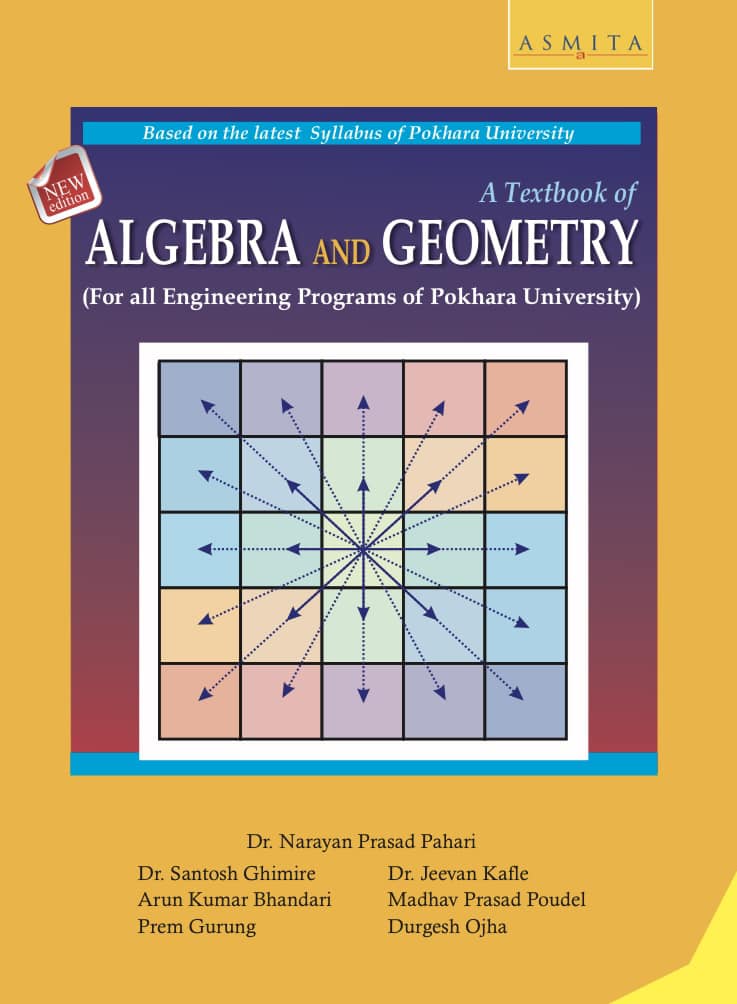 ASMITA
a
Based on the latest Syllabus of Pokhara University
NEW
edition
A Textbook of
ALGEBRA AND GEOMETRY
(For all Engineering Programs of Pokhara University)
Dr. Narayan Prasad Pahari
Dr. Santosh Ghimire
Dr. Jeevan Kafle
Arun Kumar Bhandari
Madhav Prasad Poudel
Prem Gurung
Durgesh Ojha